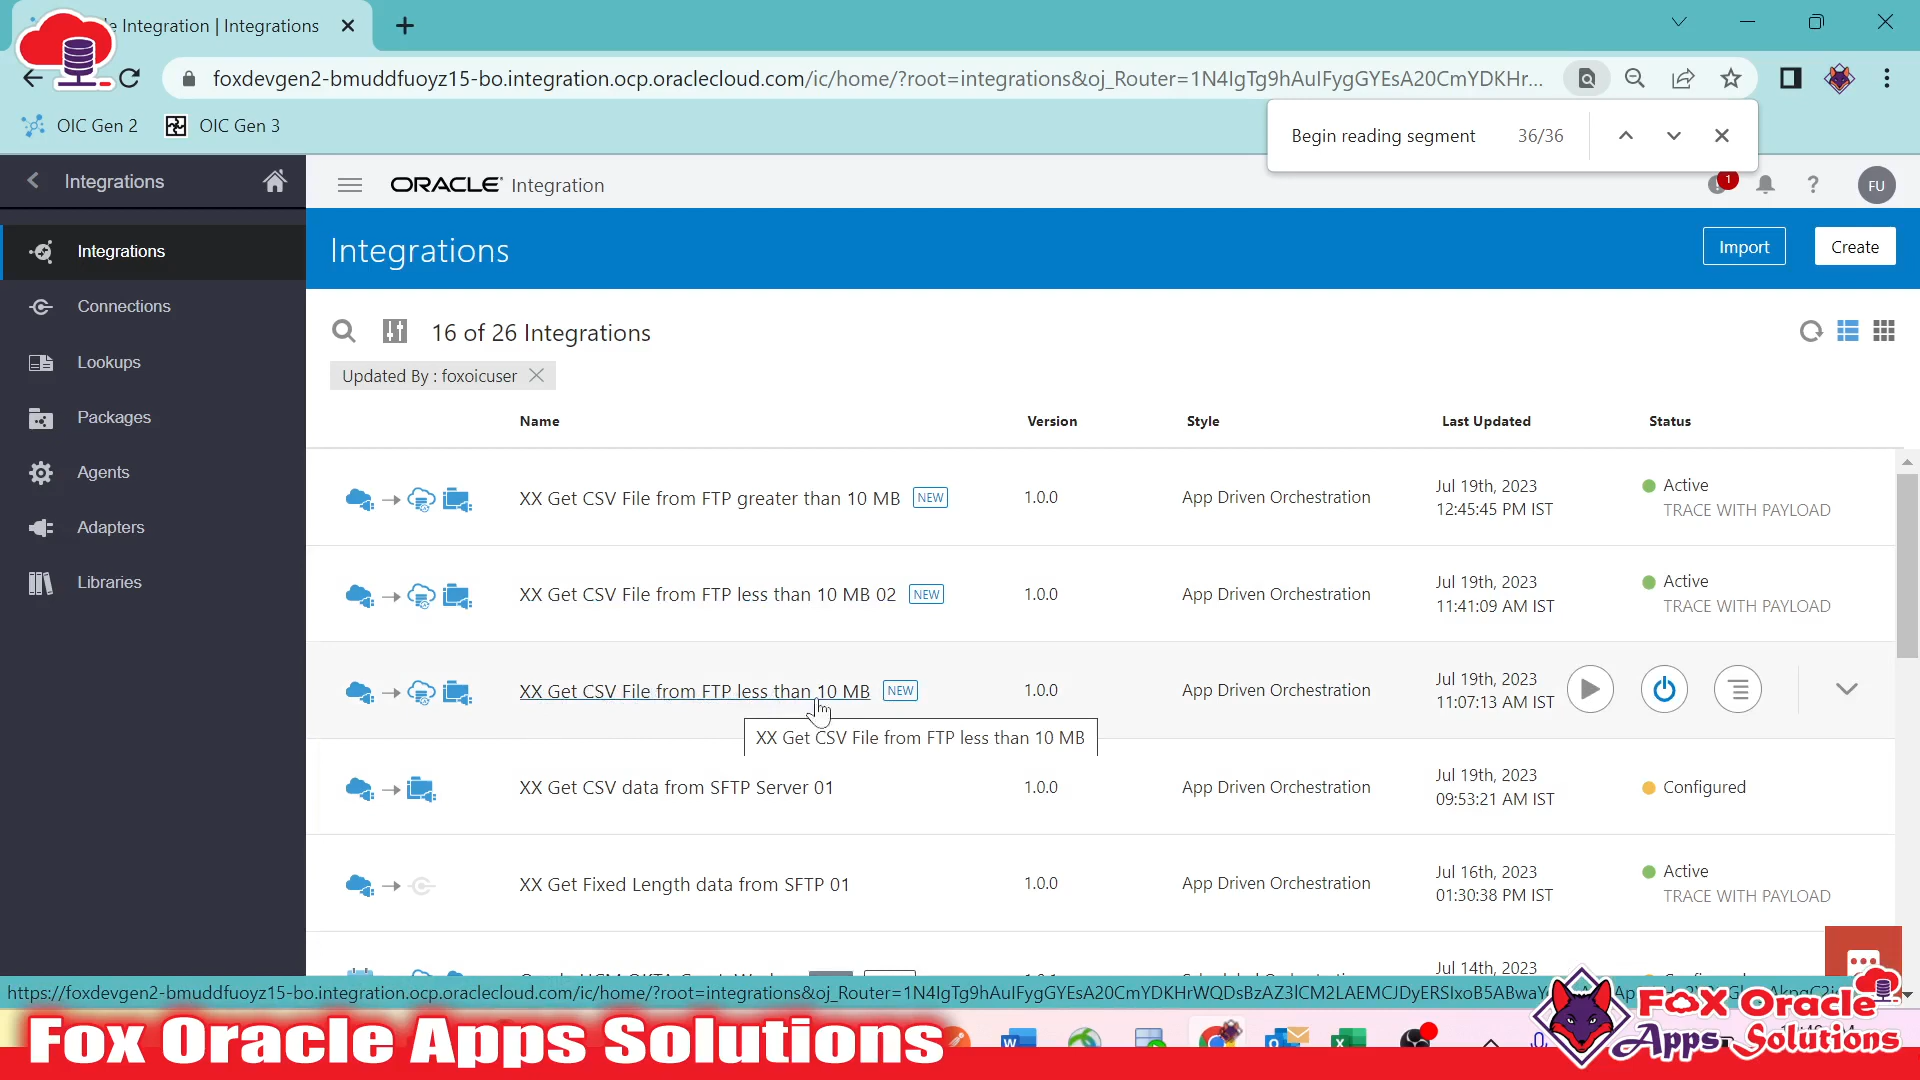 e Integration | Integrations
foxdevgen2-bmuddfuoyz15-bo.integration.ocp.oraclecloud.com/ic/home/?root=integrations&oj_Router=1N4IgTg9hAuIFygGYEsA20CmYDKHr...
OIC Gen 2
OIC Gen 3
Begin reading segment 36/36
Integrations
ORACLE Integration
1
FU
Integrations
Connections
Lookups
Packages
Agents
Adapters
Libraries
Integrations
Import
Create
16 of 26 Integrations
Updated By : foxoicuser
Name Version Style Last Updated Status
XX Get CSV File from FTP greater than 10 MB NEW 1.0.0 App Driven Orchestration Jul 19th, 2023 12:45:45 PM IST Active TRACE WITH PAYLOAD
XX Get CSV File from FTP less than 10 MB 02 NEW 1.0.0 App Driven Orchestration Jul 19th, 2023 11:41:09 AM IST Active TRACE WITH PAYLOAD
XX Get CSV File from FTP less than 10 MB NEW 1.0.0 App Driven Orchestration Jul 19th, 2023 11:07:13 AM IST
XX Get CSV File from FTP less than 10 MB
XX Get CSV data from SFTP Server 01 1.0.0 App Driven Orchestration Jul 19th, 2023 09:53:21 AM IST Configured
XX Get Fixed Length data from SFTP 01 1.0.0 App Driven Orchestration Jul 16th, 2023 01:30:38 PM IST Active TRACE WITH PAYLOAD
Jul 14th, 2023
Fox Oracle Apps Solutions
Fox Oracle
Apps Solutions